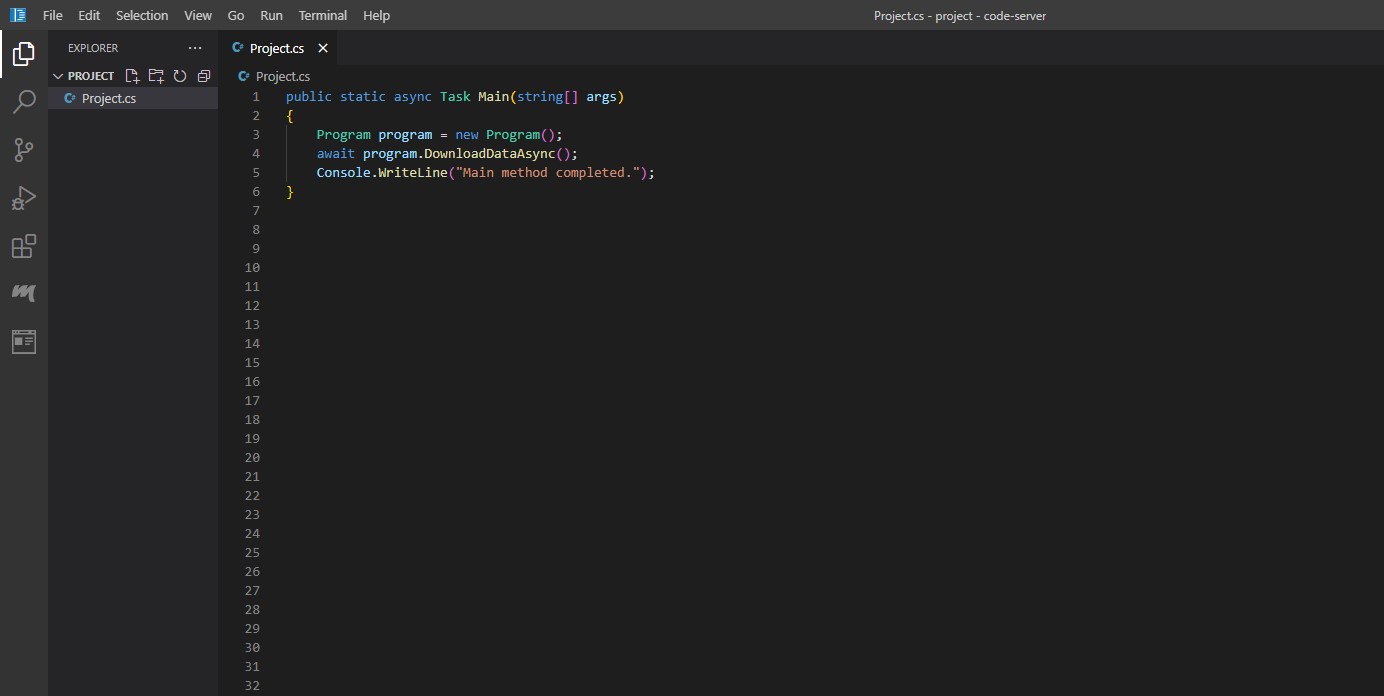 File Edit Selection View Go Run Terminal Help
Project.cs - project - code-server
EXPLORER
Project.cs
PROJECT
Project.cs
Project.cs
1 public static async Task Main(string[] args)
2 {
3 Program program = new Program();
4 await program.DownloadDataAsync();
5 Console.WriteLine("Main method completed.");
6 }
7
8
9
10
11
12
13
14
15
16
17
18
19
20
21
22
23
24
25
26
27
28
29
30
31
32